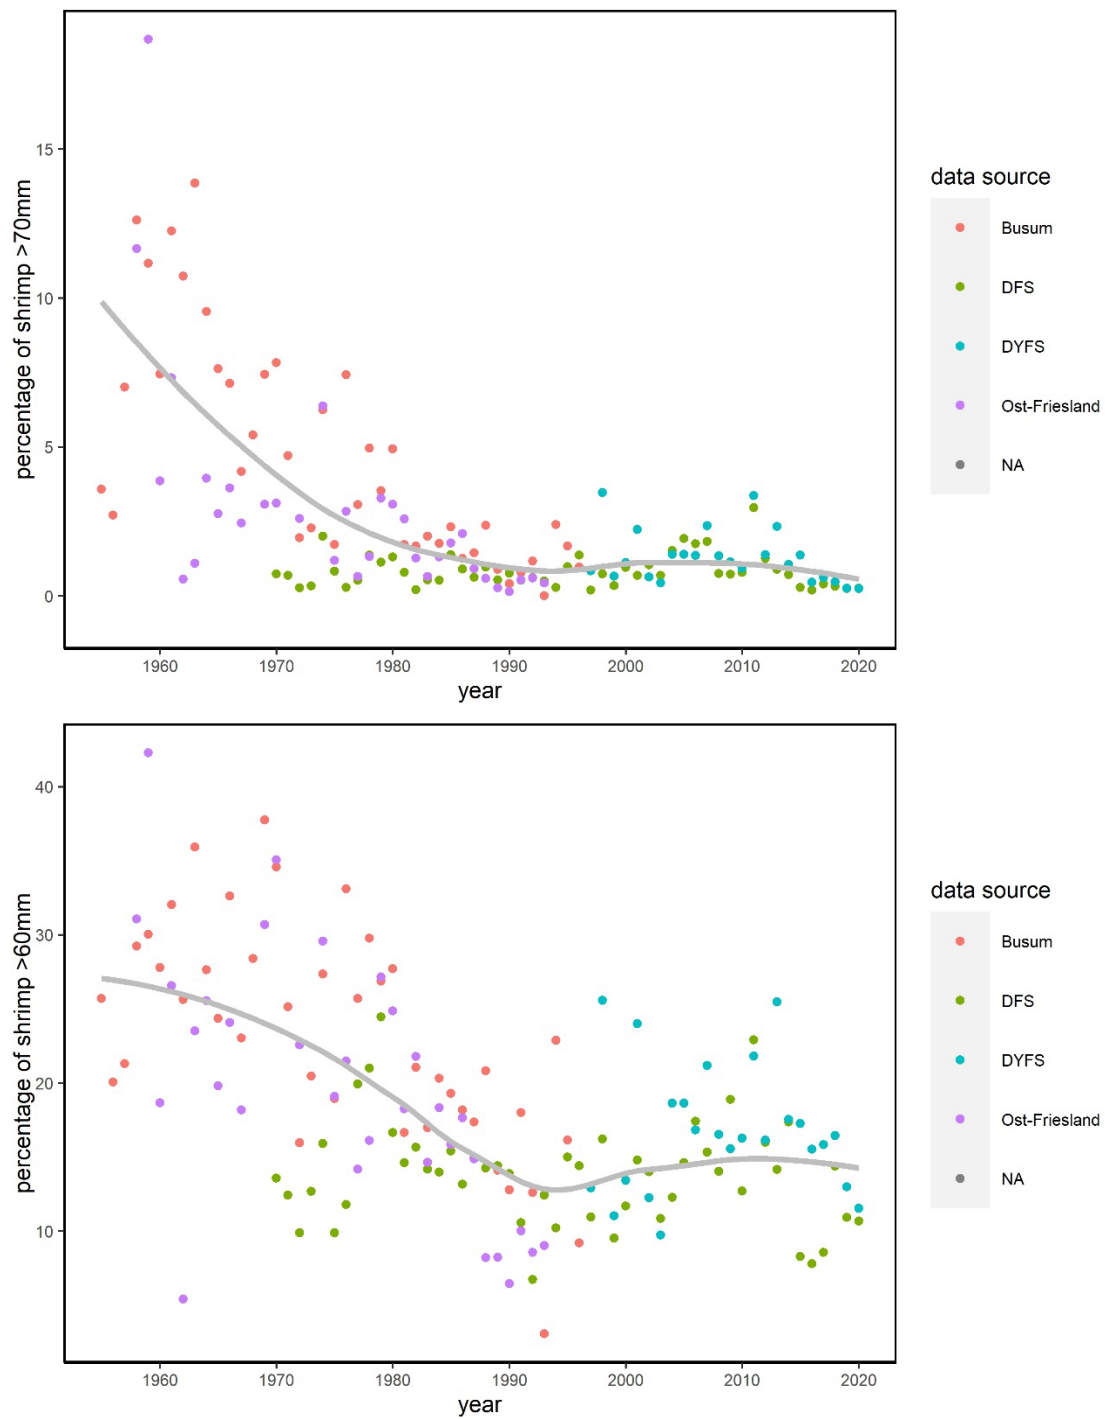 percentage of shrimp >70mm
15
10
5
0
1960 1970 1980 1990 2000 2010 2020
year
data source
Busum
DFS
DYFS
Ost-Friesland
NA
percentage of shrimp >60mm
40
30
20
10
1960 1970 1980 1990 2000 2010 2020
year
data source
Busum
DFS
DYFS
Ost-Friesland
NA